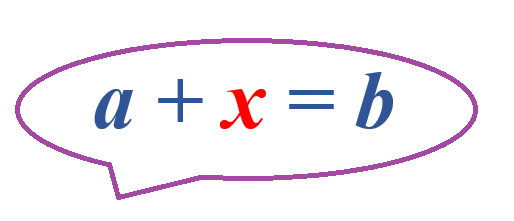 a + x = b